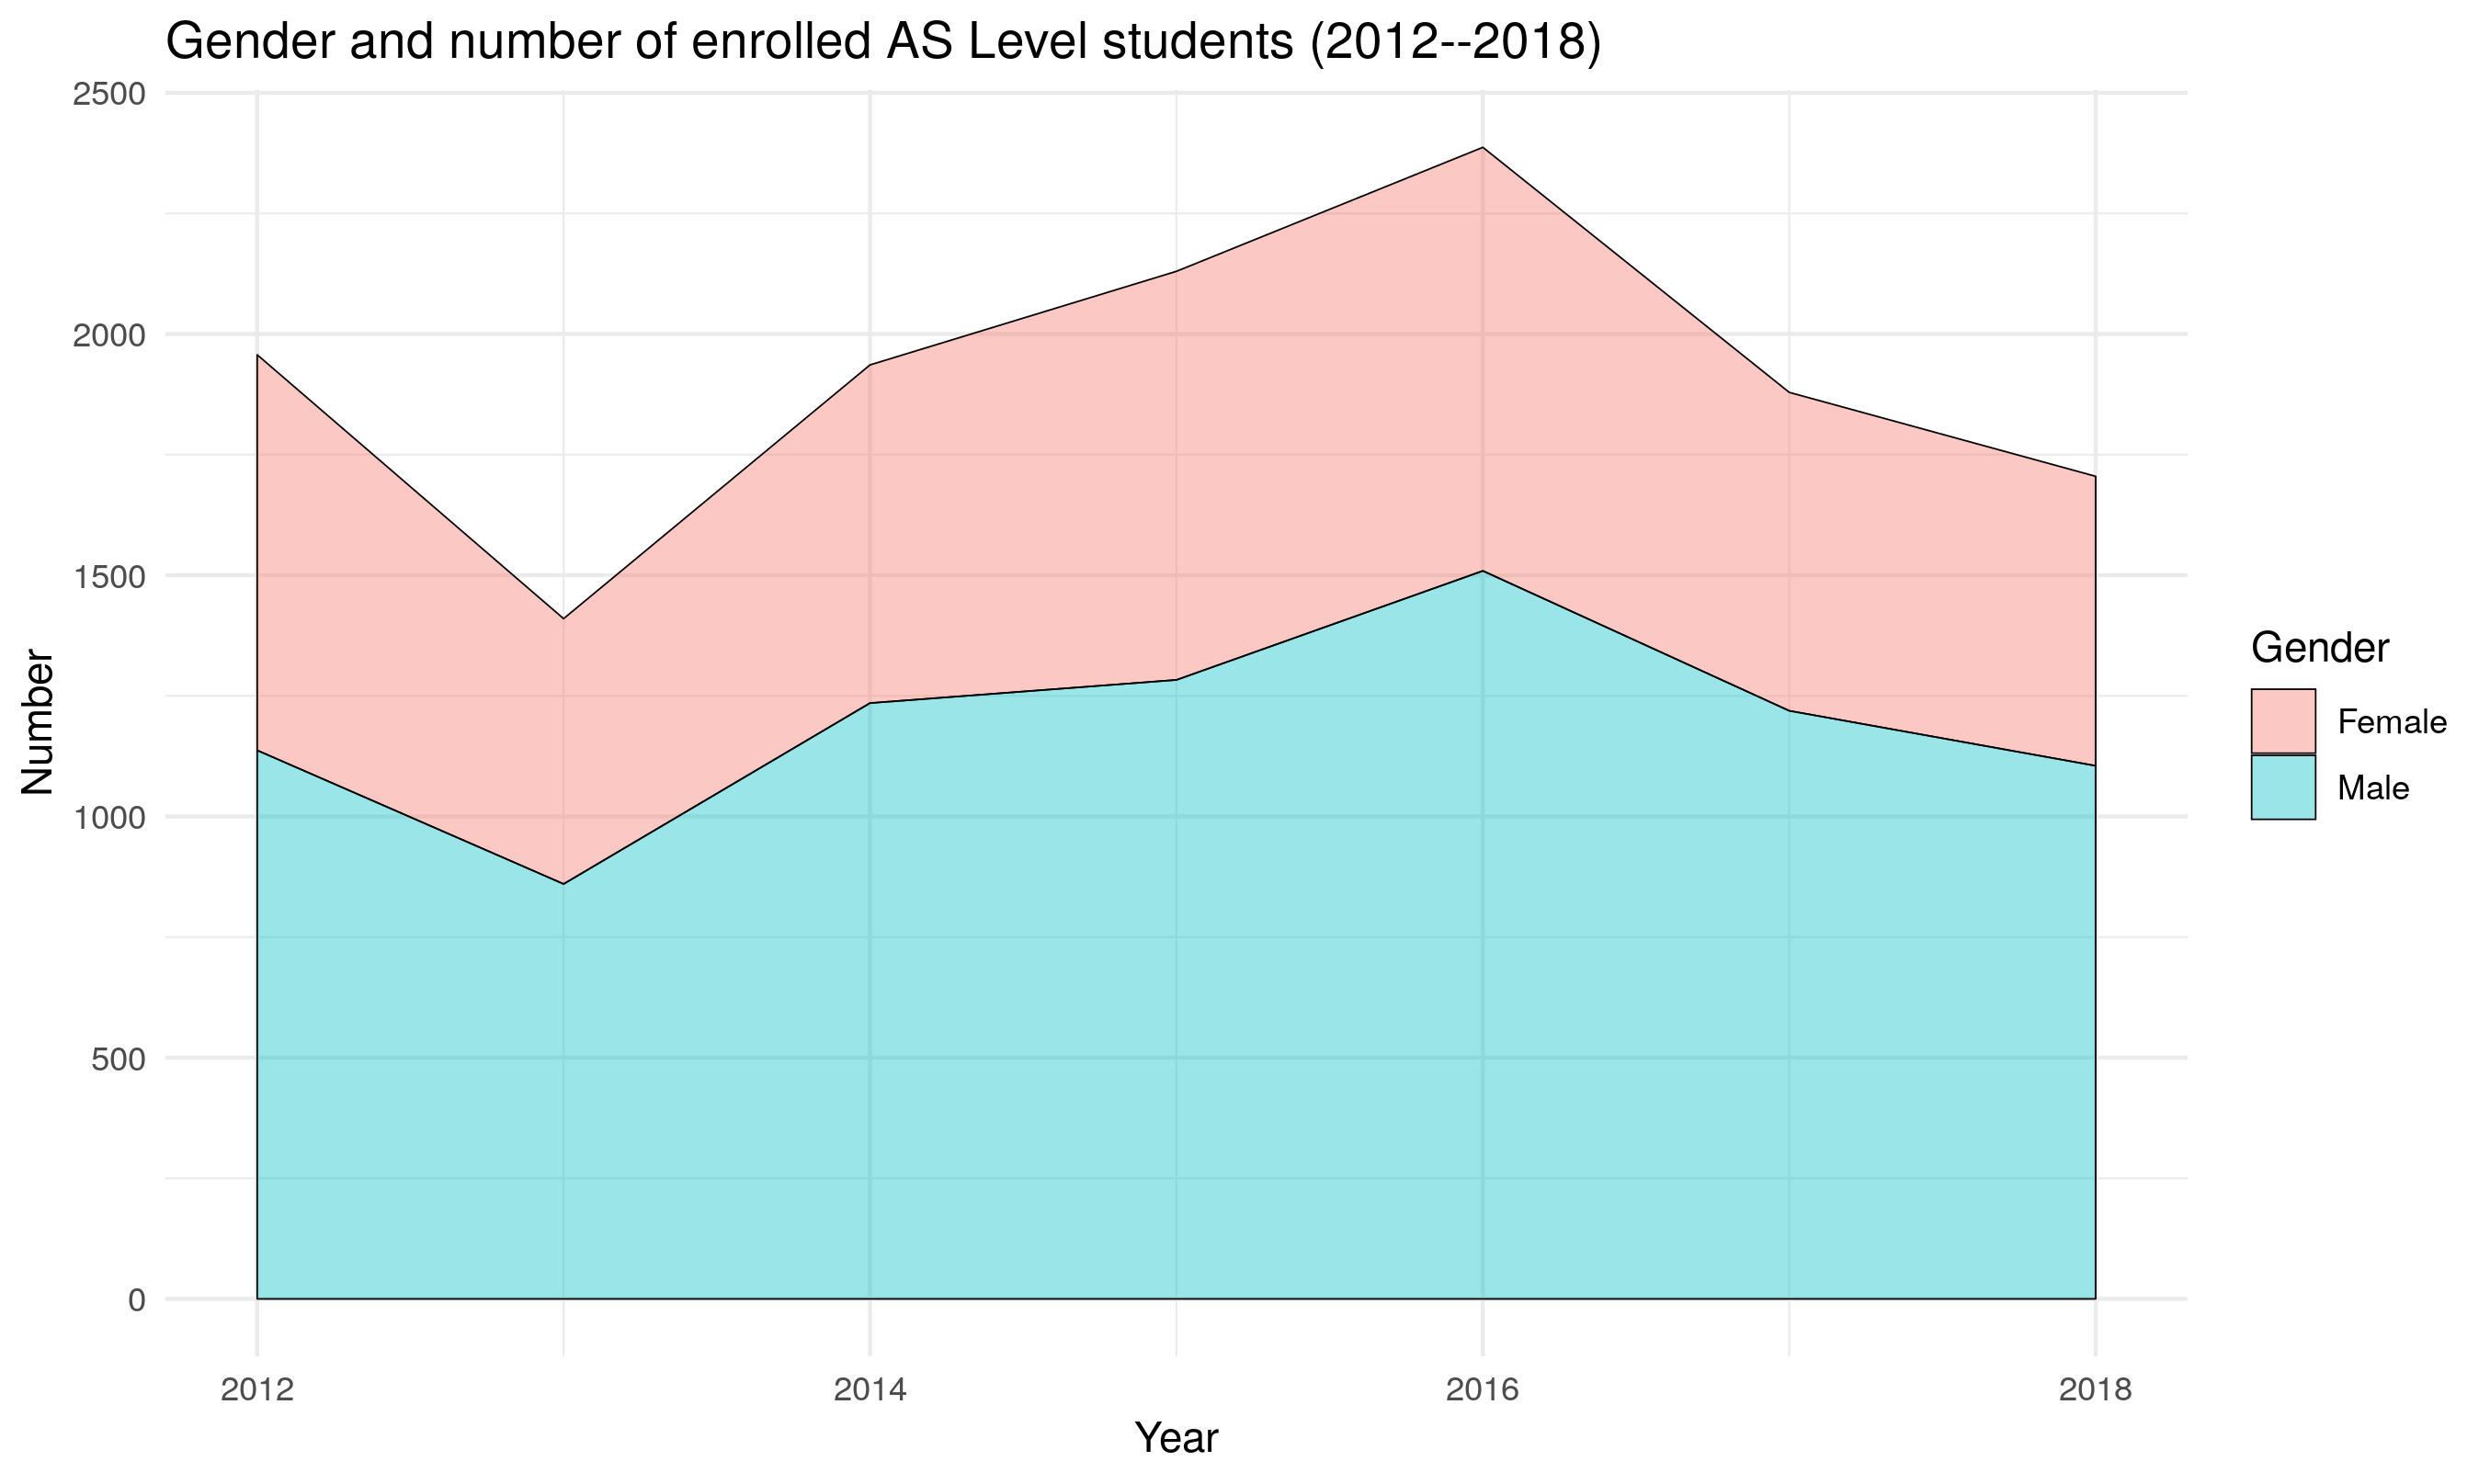 Gender and number of enrolled AS Level students (2012--2018)
2500
2000
1500
1000
500
0
Number
2012 2014 2016 2018
Year
Gender
Female
Male